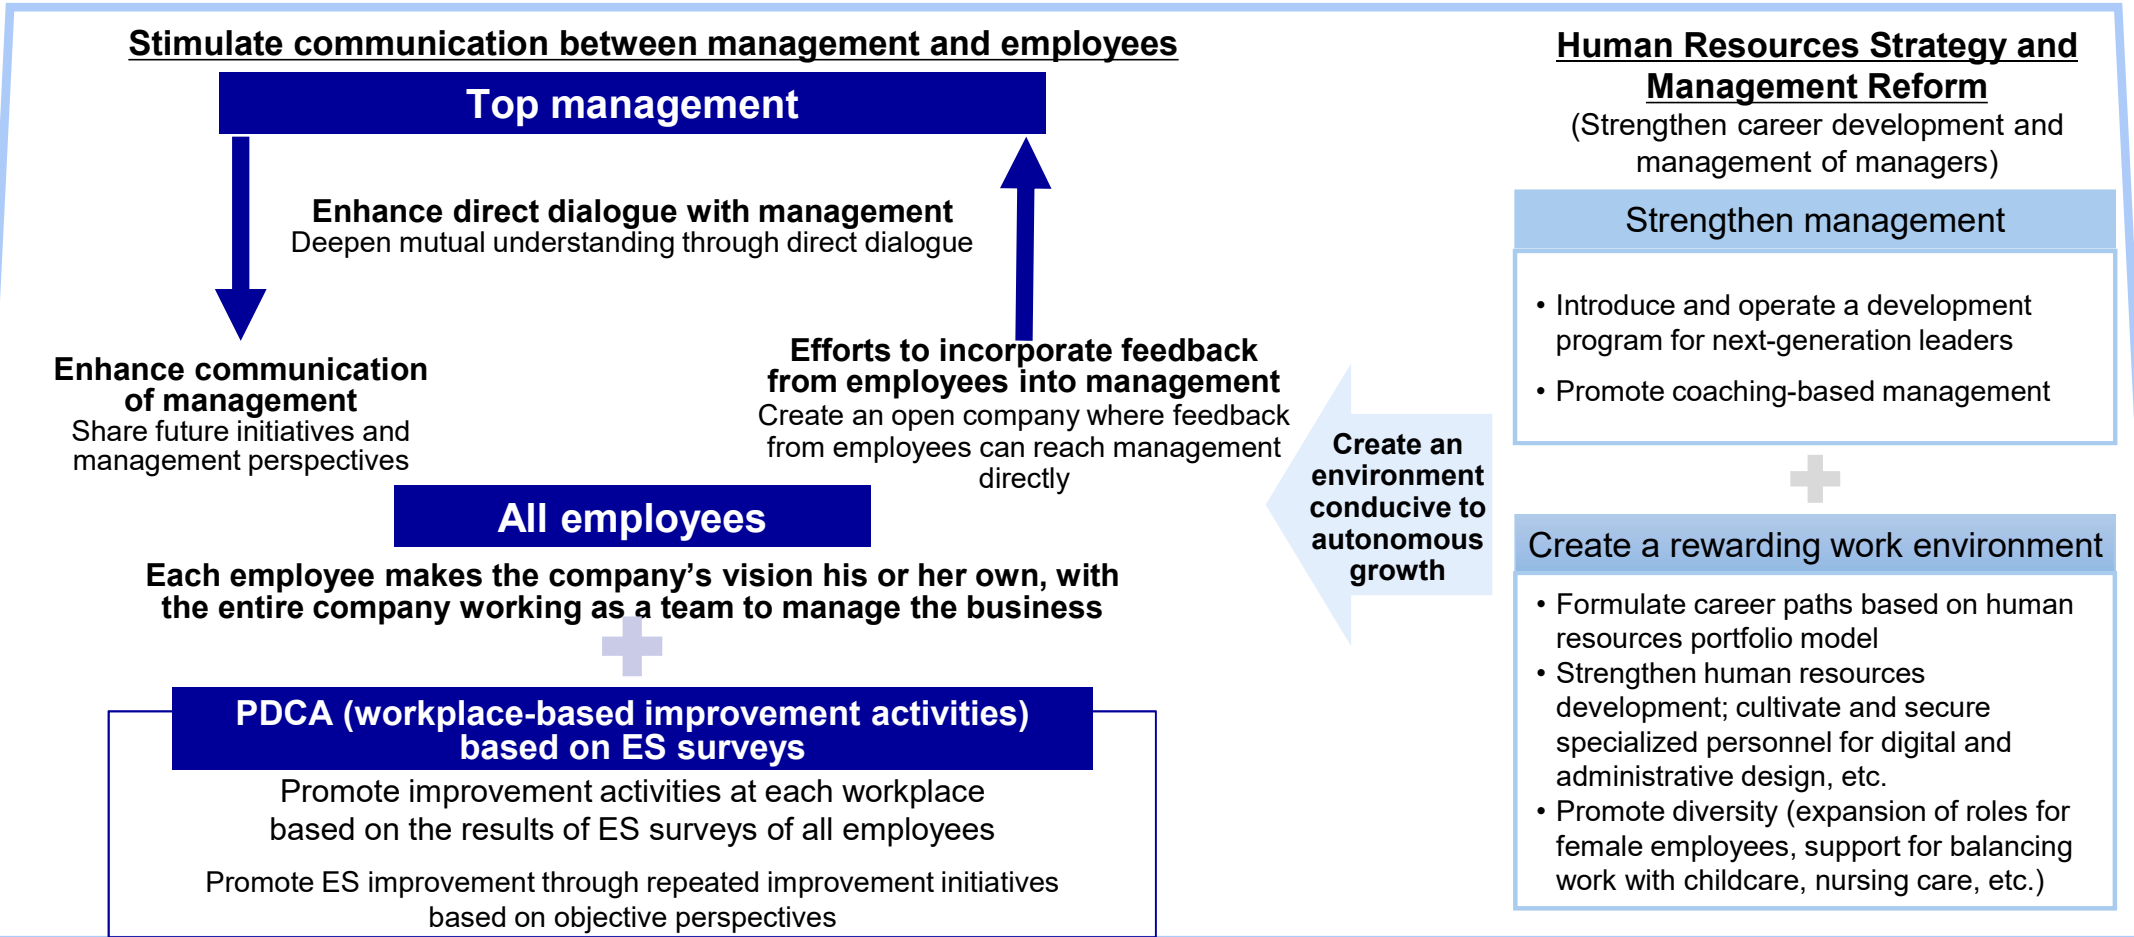 Stimulate communication between management and employees
Top management
Enhance direct dialogue with management
Deepen mutual understanding through direct dialogue
Enhance communication
of management
Share future initiatives and
management perspectives
Efforts to incorporate feedback
from employees into management
Create an open company where feedback
from employees can reach management
directly
All employees
Each employee makes the company’s vision his or her own, with
the entire company working as a team to manage the business
PDCA (workplace-based improvement activities)
based on ES surveys
Promote improvement activities at each workplace
based on the results of ES surveys of all employees
Promote ES improvement through repeated improvement initiatives
based on objective perspectives
Create an
environment
conducive to
autonomous
growth
Human Resources Strategy and
Management Reform
(Strengthen career development and
management of managers)
Strengthen management
• Introduce and operate a development
program for next-generation leaders
• Promote coaching-based management
Create a rewarding work environment
• Formulate career paths based on human
resources portfolio model
• Strengthen human resources
development; cultivate and secure
specialized personnel for digital and
administrative design, etc.
• Promote diversity (expansion of roles for
female employees, support for balancing
work with childcare, nursing care, etc.)